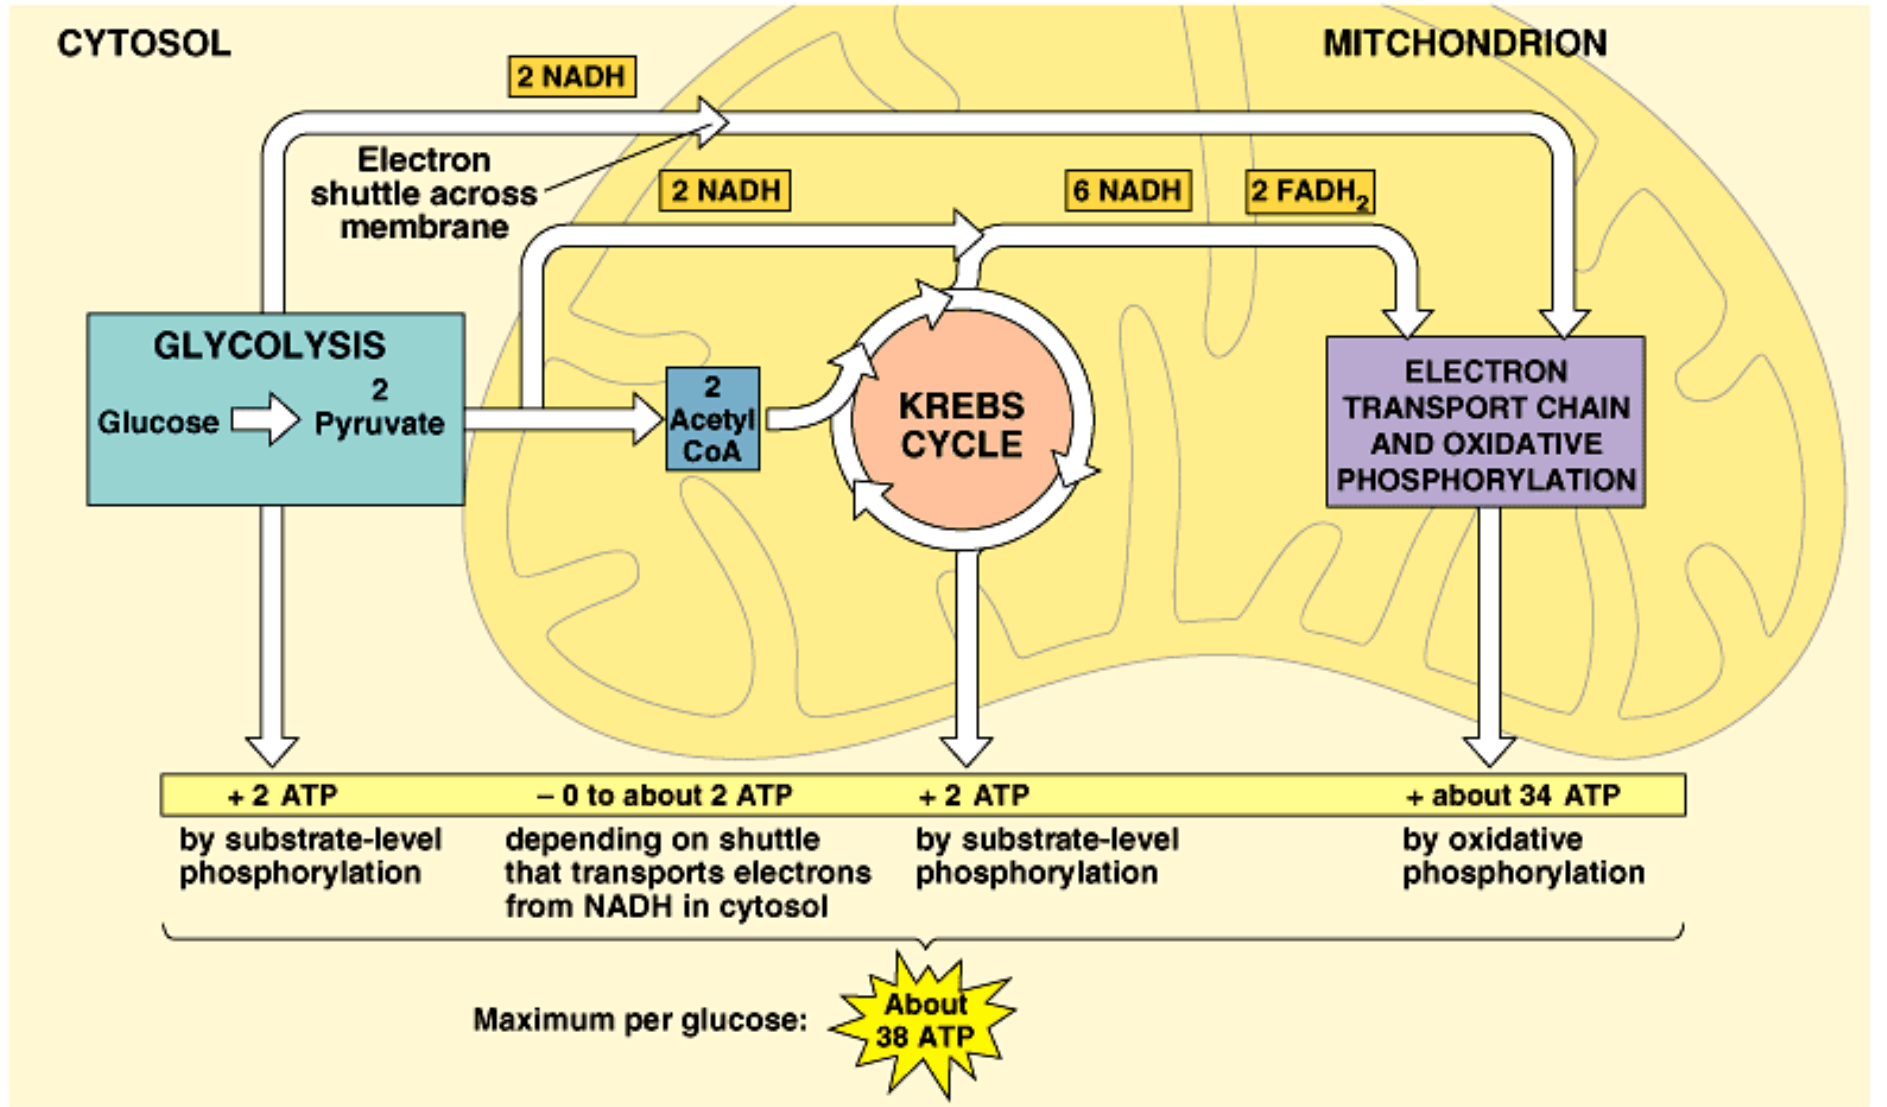 CYTOSOL
MITCHONDRION
2 NADH
Electron
shuttle across
membrane
2 NADH
6 NADH
2 FADH₂
GLYCOLYSIS
2
Glucose
Pyruvate
2
Acetyl
CoA
KREBS
CYCLE
ELECTRON
TRANSPORT CHAIN
AND OXIDATIVE
PHOSPHORYLATION
+ 2 ATP
by substrate-level
phosphorylation
– 0 to about 2 ATP
depending on shuttle
that transports electrons
from NADH in cytosol
+ 2 ATP
by substrate-level
phosphorylation
+ about 34 ATP
by oxidative
phosphorylation
Maximum per glucose:
About
38 ATP